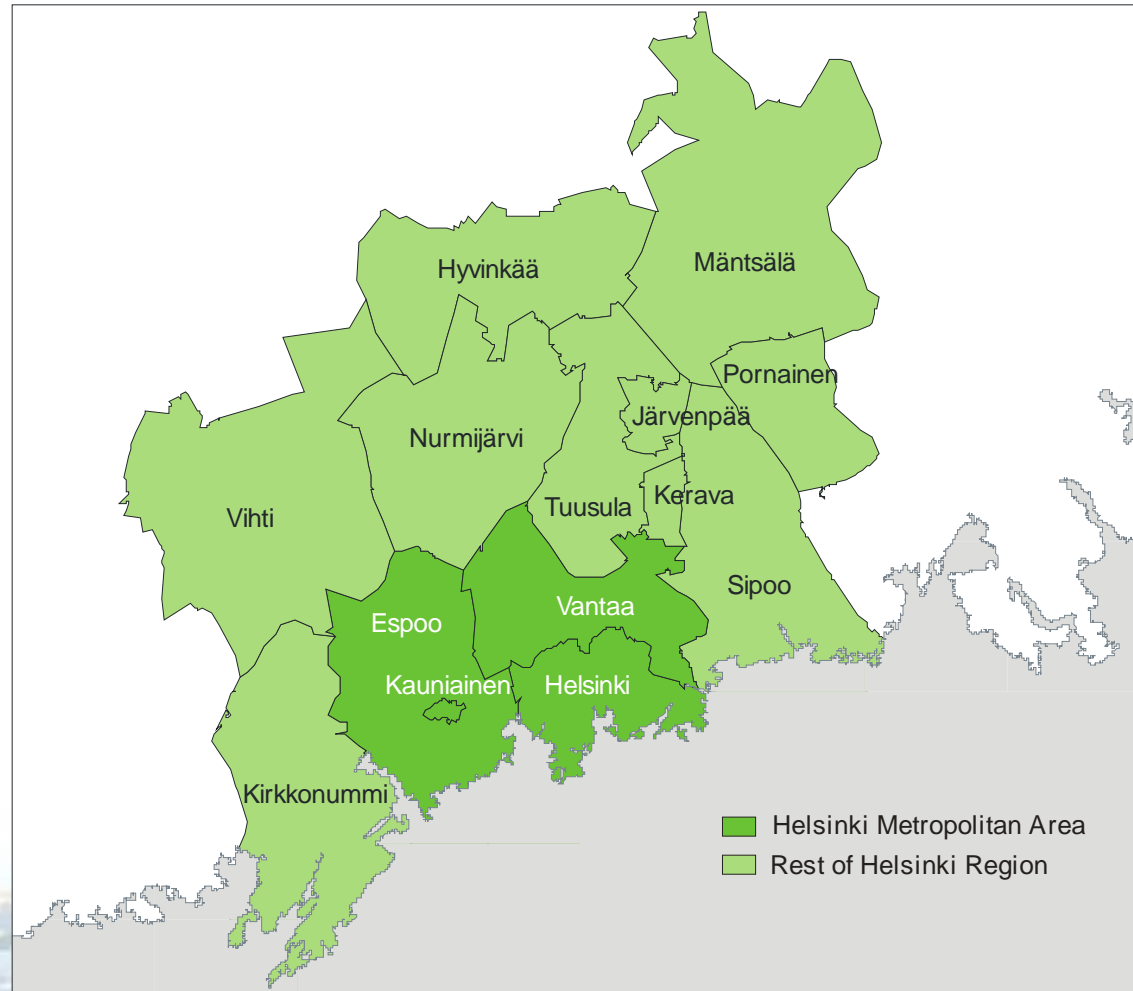 Mäntsälä
Hyvinkää
Pornainen
Järvenpää
Nurmijärvi
Kerava
Tuusula
Vihti
Sipoo
Vantaa
Espoo
Kauniainen
Helsinki
Kirkkonummi
Helsinki Metropolitan Area
Rest of Helsinki Region